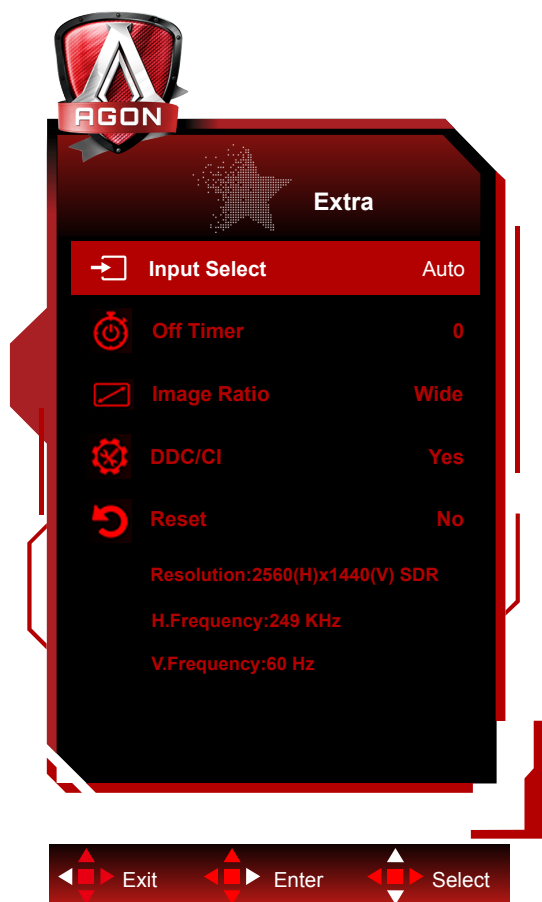 AGON
Extra
Input Select Auto
Off Timer 0
Image Ratio Wide
DDC/CI Yes
Reset No
Resolution:2560(H)x1440(V) SDR
H.Frequency:249 KHz
V.Frequency:60 Hz
Exit Enter Select